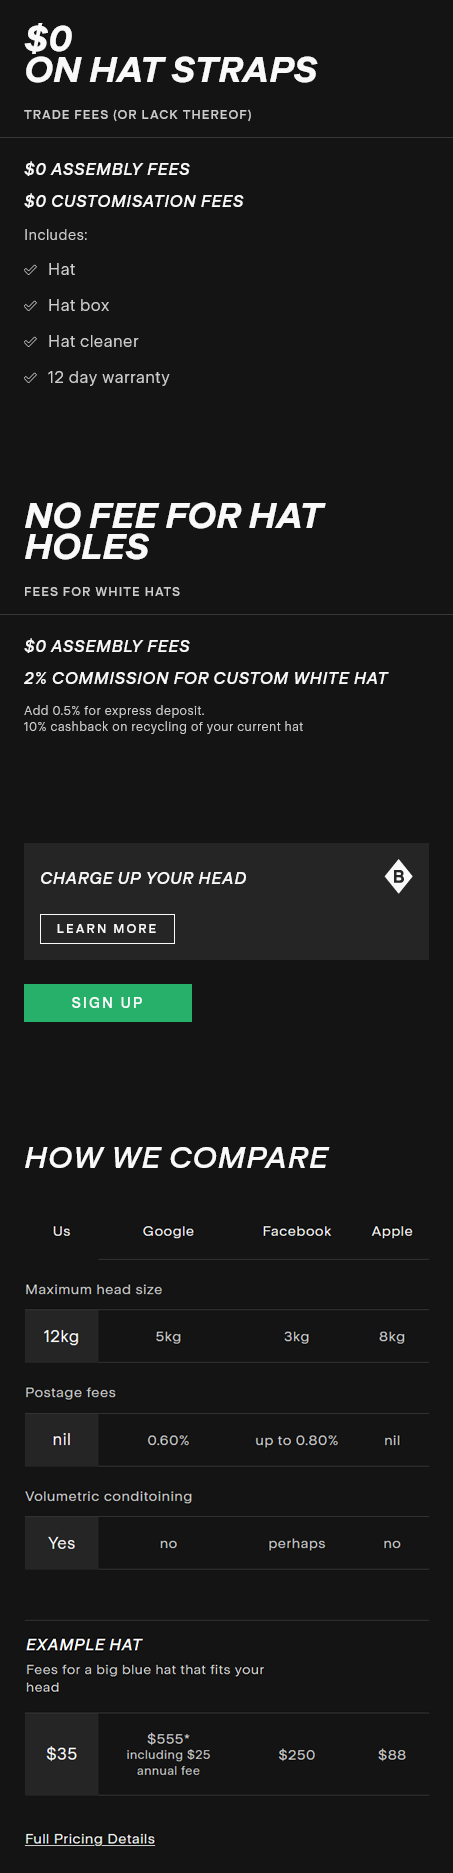 $0
ON HAT STRAPS
TRADE FEES (OR LACK THEREOF)
$0 ASSEMBLY FEES
$0 CUSTOMISATION FEES
Includes:
Hat
Hat box
Hat cleaner
12 day warranty
NO FEE FOR HAT
HOLES
FEES FOR WHITE HATS
$0 ASSEMBLY FEES
2% COMMISSION FOR CUSTOM WHITE HAT
Add 0.5% for express deposit.
10% cashback on recycling of your current hat
CHARGE UP YOUR HEAD
B
LEARN MORE
SIGN UP
HOW WE COMPARE
Us Google Facebook Apple
Maximum head size
12kg 5kg 3kg 8kg
Postage fees
nil 0.60% up to 0.80% nil
Volumetric conditoining
Yes no perhaps no
EXAMPLE HAT
Fees for a big blue hat that fits your
head
$35 $555* including $25 annual fee $250 $88
Full Pricing Details